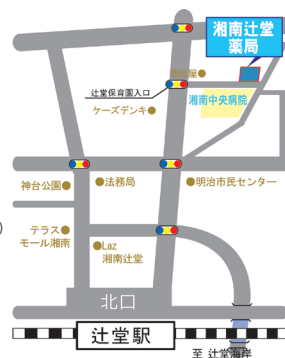 湘南辻堂
薬局
辻堂保育園入口
湘南中央病院
ケーズデンキ
神台公園
法務局
明治市民センター
テラス
モール湘南
Laz
湘南辻堂
北口
辻堂駅
至 辻堂海岸